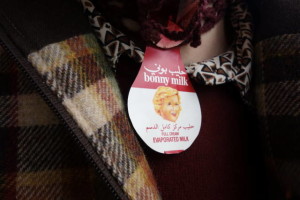 حليب بوني
bonny milk
حليب مركز كامل الدسم
FULL CREAM
EVAPORATED MILK